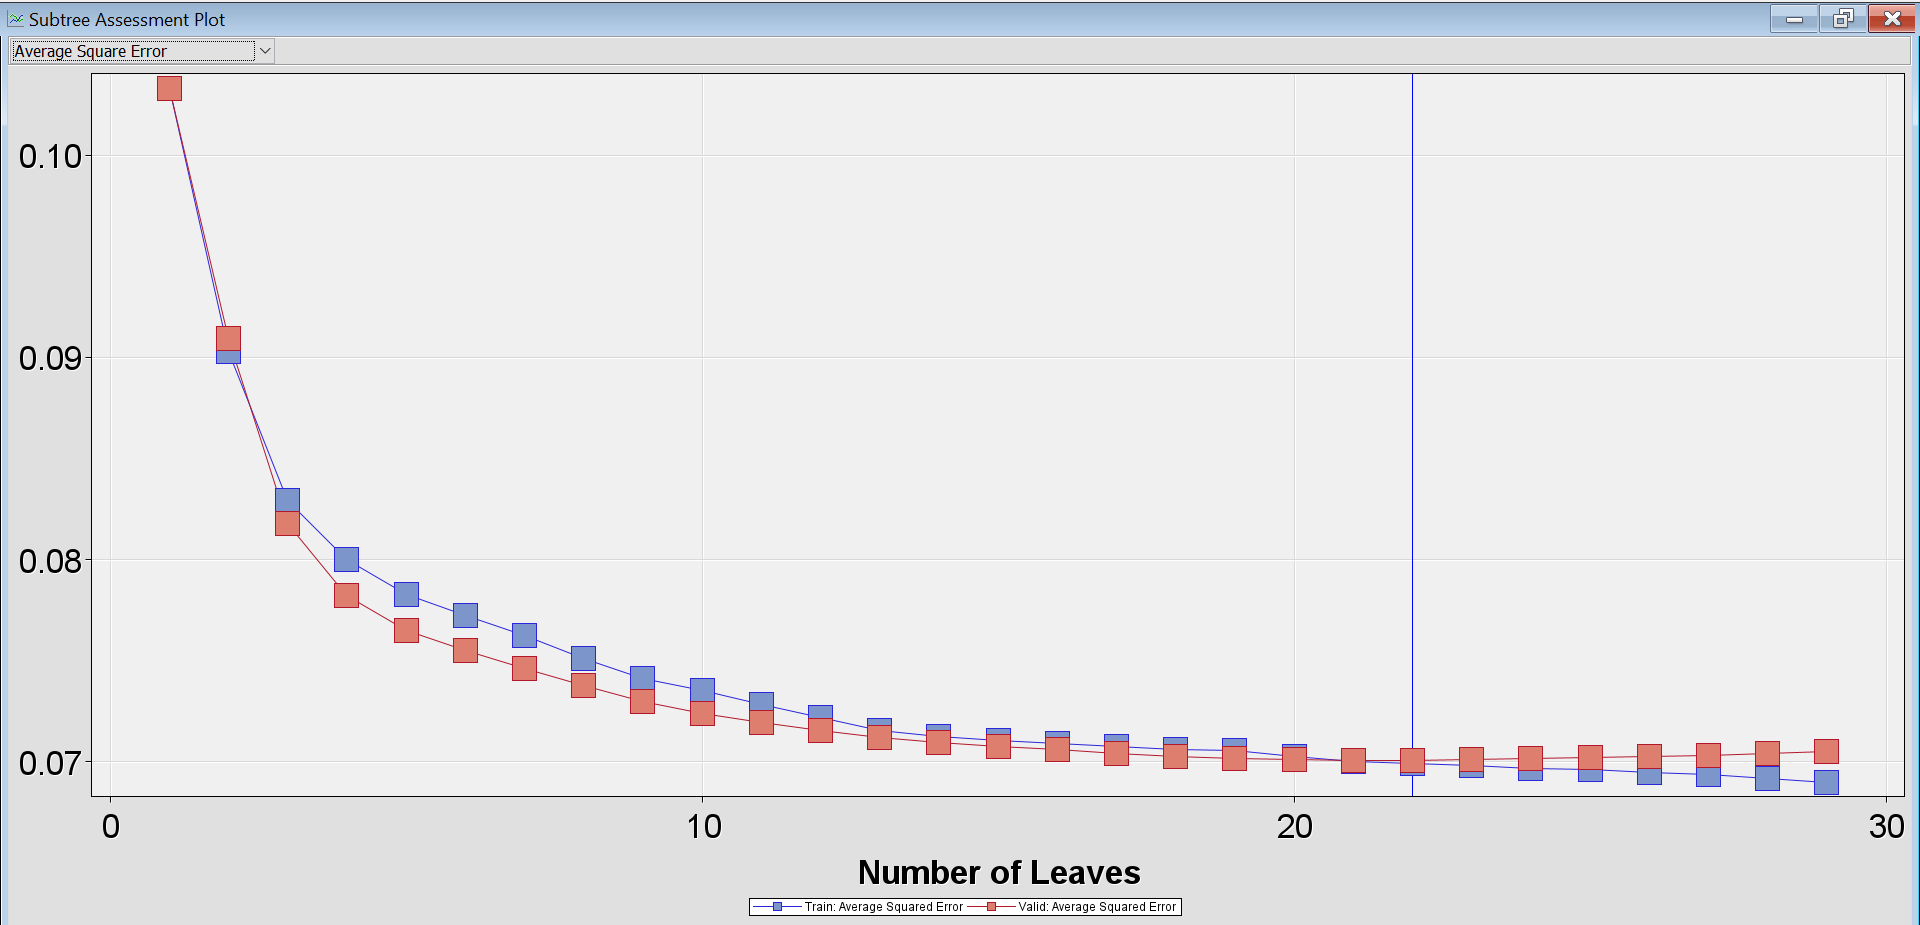 Subtree Assessment Plot
Average Square Error
0.10
0.09
0.08
0.07
0 10 20 30
Number of Leaves
Train: Average Squared Error Valid: Average Squared Error